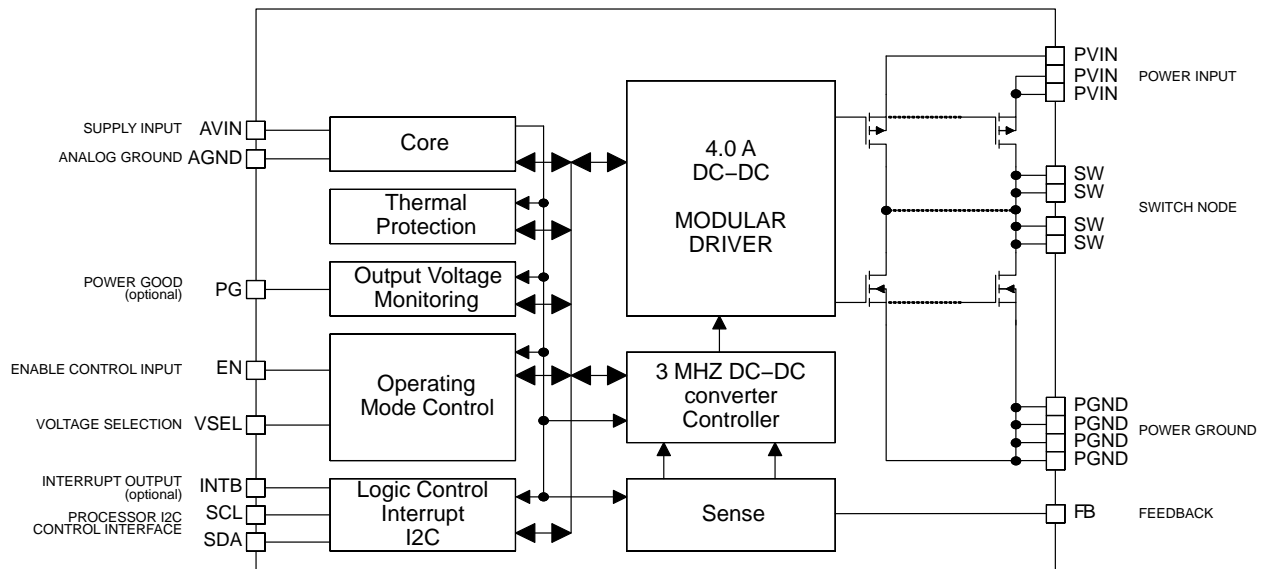 SUPPLY INPUT AVIN
ANALOG GROUND AGND
POWER GOOD
(optional)
PG
ENABLE CONTROL INPUT EN
VOLTAGE SELECTION VSEL
INTERRUPT OUTPUT
(optional)
INTB
PROCESSOR I2C
CONTROL INTERFACE
SCL
SDA
Core
Thermal
Protection
Output Voltage
Monitoring
Operating
Mode Control
Logic Control
Interrupt
I2C
4.0 A
DC−DC
MODULAR
DRIVER
3 MHZ DC−DC
converter
Controller
Sense
PVIN
PVIN
PVIN
POWER INPUT
SW
SW
SW
SW
SWITCH NODE
PGND
PGND
PGND
PGND
POWER GROUND
FB FEEDBACK